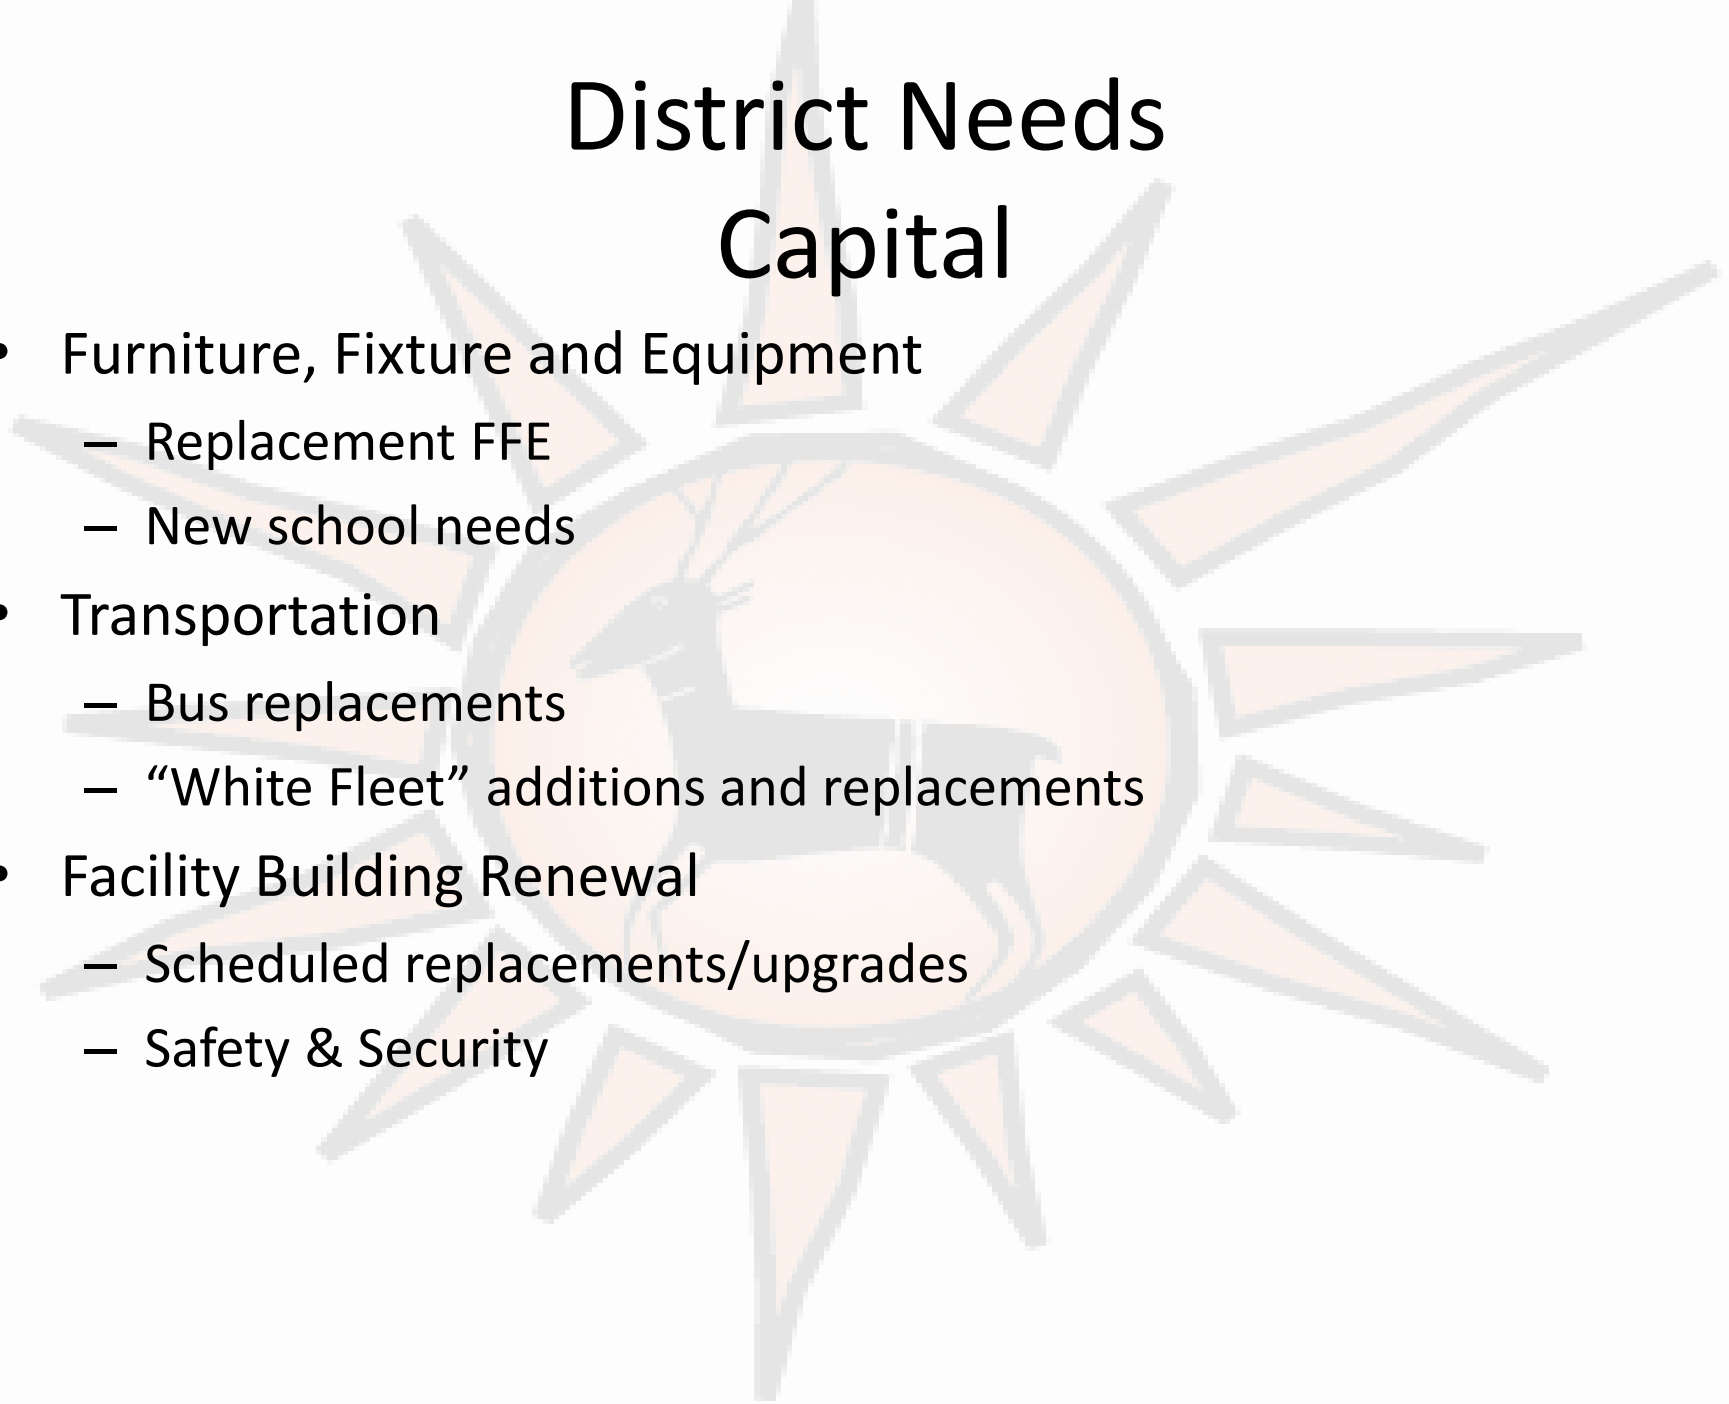 District Needs
Capital
• Furniture, Fixture and Equipment
– Replacement FFE
– New school needs
• Transportation
– Bus replacements
– “White Fleet” additions and replacements
• Facility Building Renewal
– Scheduled replacements/upgrades
– Safety & Security